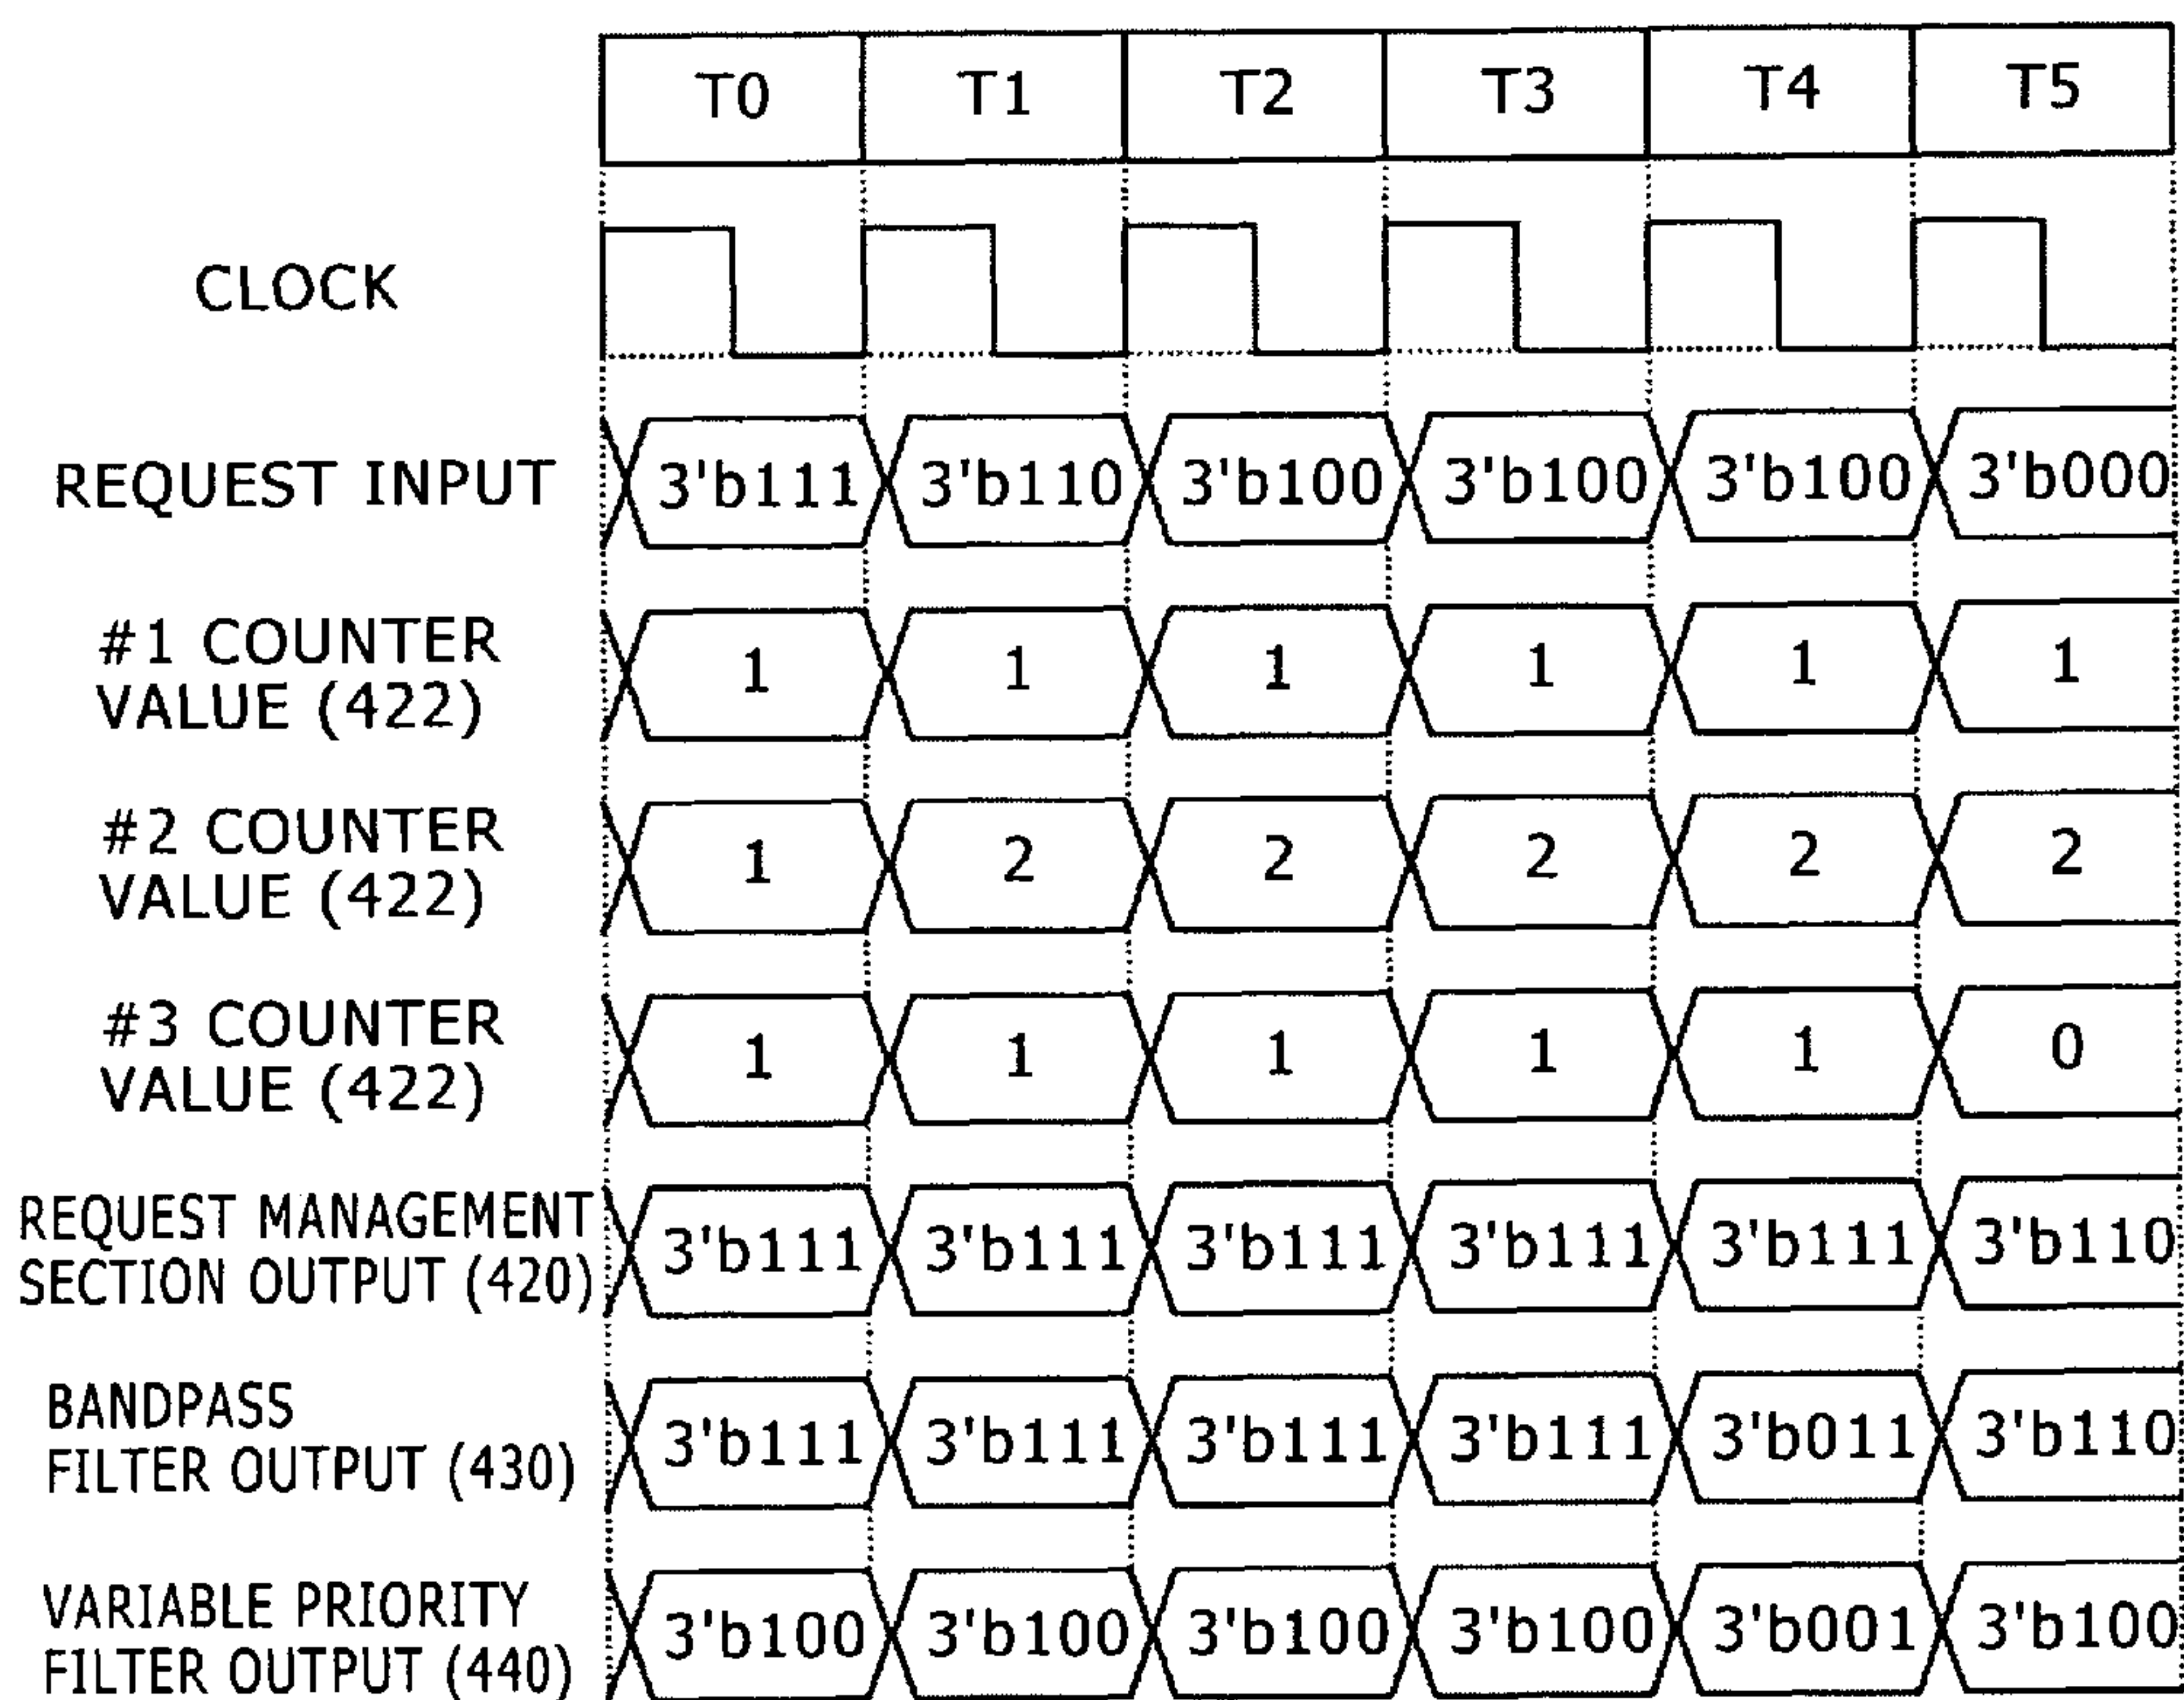 T0 T1 T2 T3 T4 T5
CLOCK
REQUEST INPUT 3'b111 3'b110 3'b100 3'b100 3'b100 3'b000
#1 COUNTER
VALUE (422)
1 1 1 1 1 1
#2 COUNTER
VALUE (422)
1 2 2 2 2 2
#3 COUNTER
VALUE (422)
1 1 1 1 1 0
REQUEST MANAGEMENT
SECTION OUTPUT (420)
3'b111 3'b111 3'b111 3'b111 3'b111 3'b110
BANDPASS
FILTER OUTPUT (430)
3'b111 3'b111 3'b111 3'b111 3'b011 3'b110
VARIABLE PRIORITY
FILTER OUTPUT (440)
3'b100 3'b100 3'b100 3'b100 3'b001 3'b100